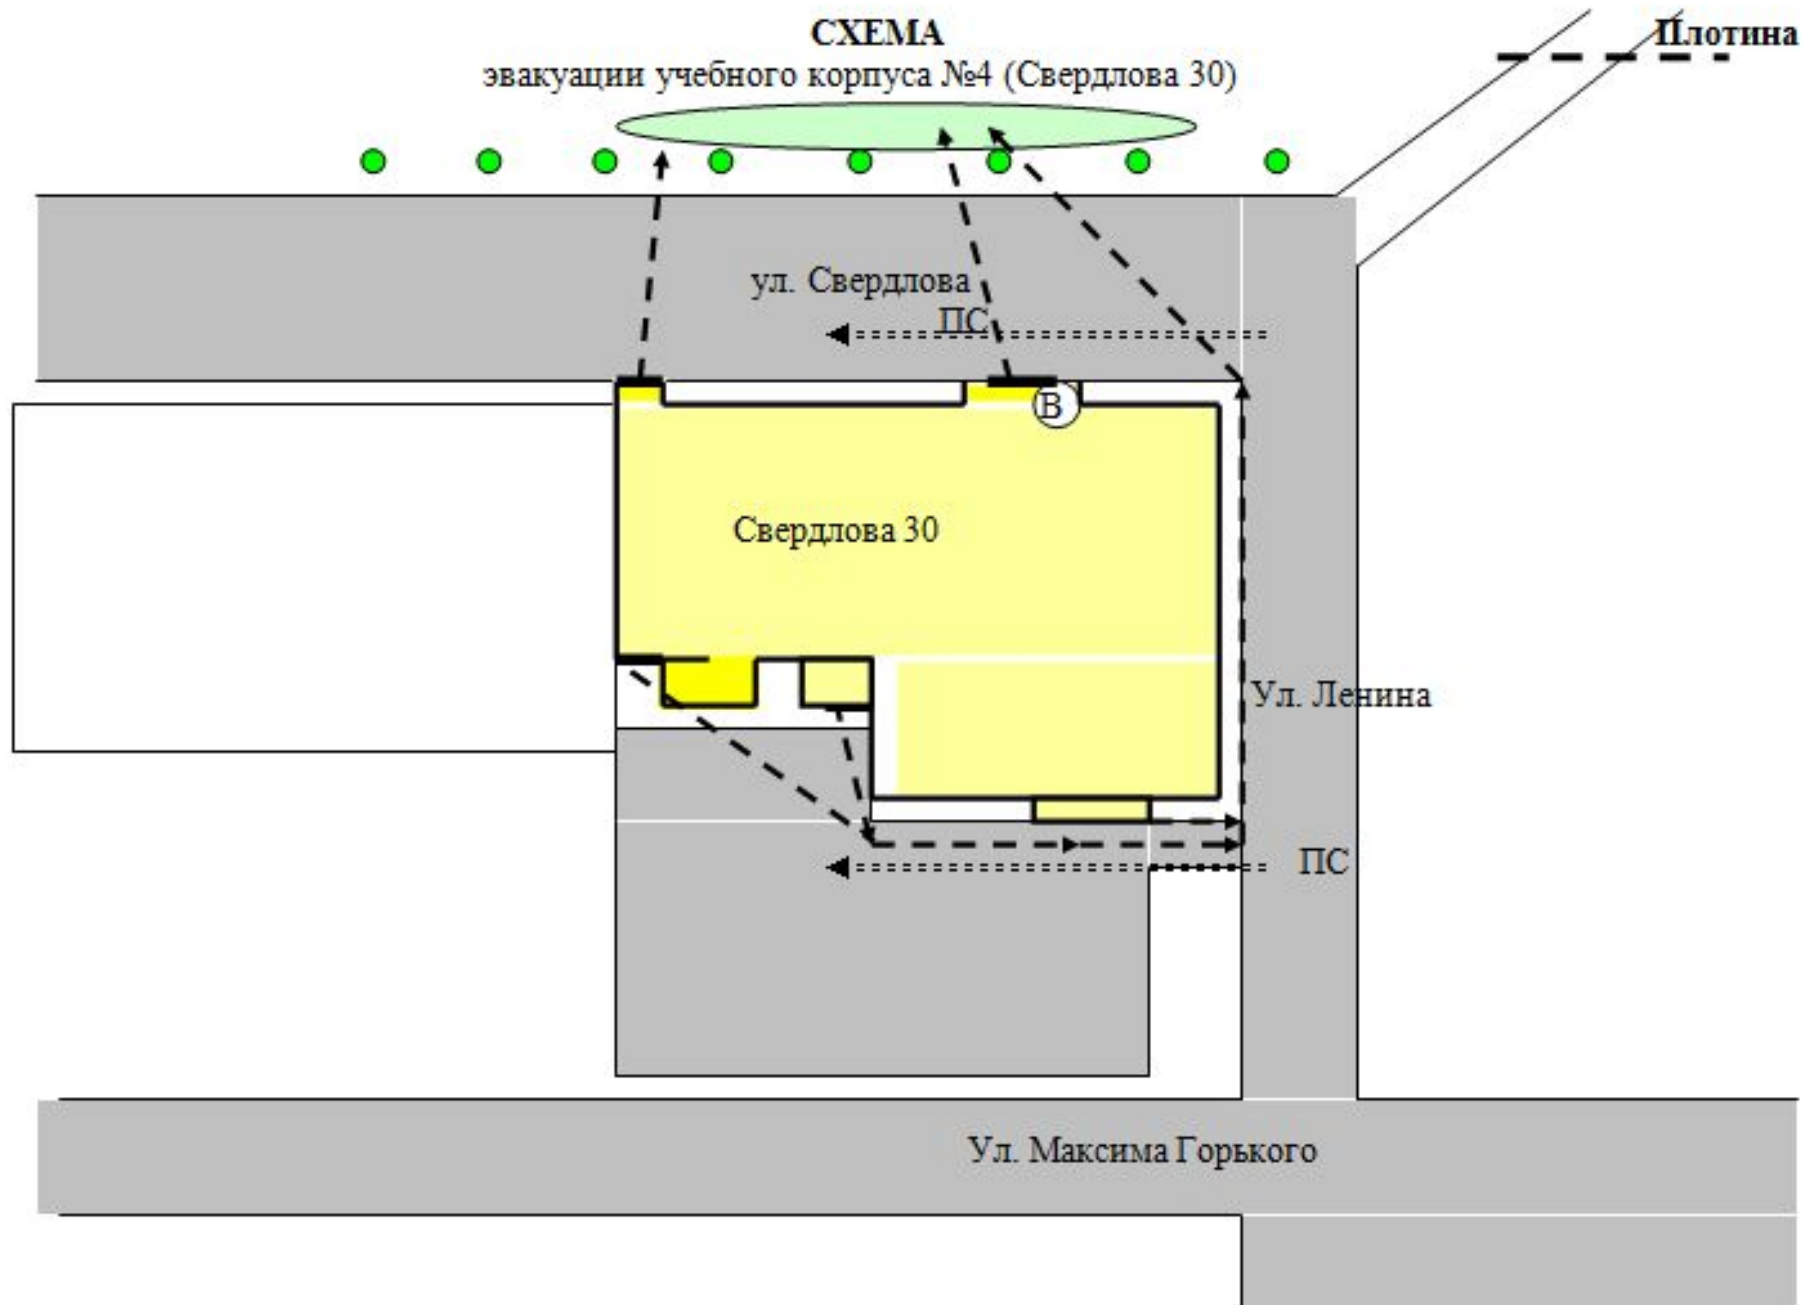 СХЕМА
Плотина
эвакуации учебного корпуса №4 (Свердлова 30)
ул. Свердлова
ПС
В
Свердлова 30
Ул. Ленина
ПС
Ул. Максима Горького